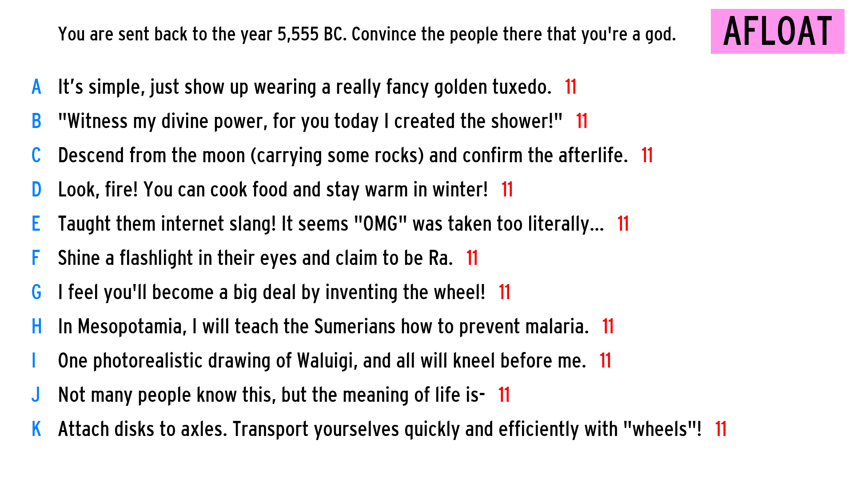 You are sent back to the year 5,555 BC. Convince the people there that you're a god.
AFLOAT
A It's simple, just show up wearing a really fancy golden tuxedo. 11
B "Witness my divine power, for you today I created the shower!" 11
C Descend from the moon (carrying some rocks) and confirm the afterlife. 11
D Look, fire! You can cook food and stay warm in winter! 11
E Taught them internet slang! It seems "OMG" was taken too literally... 11
F Shine a flashlight in their eyes and claim to be Ra. 11
G I feel you'll become a big deal by inventing the wheel! 11
H In Mesopotamia, I will teach the Sumerians how to prevent malaria. 11
I One photorealistic drawing of Waluigi, and all will kneel before me. 11
J Not many people know this, but the meaning of life is- 11
K Attach disks to axles. Transport yourselves quickly and efficiently with "wheels"! 11